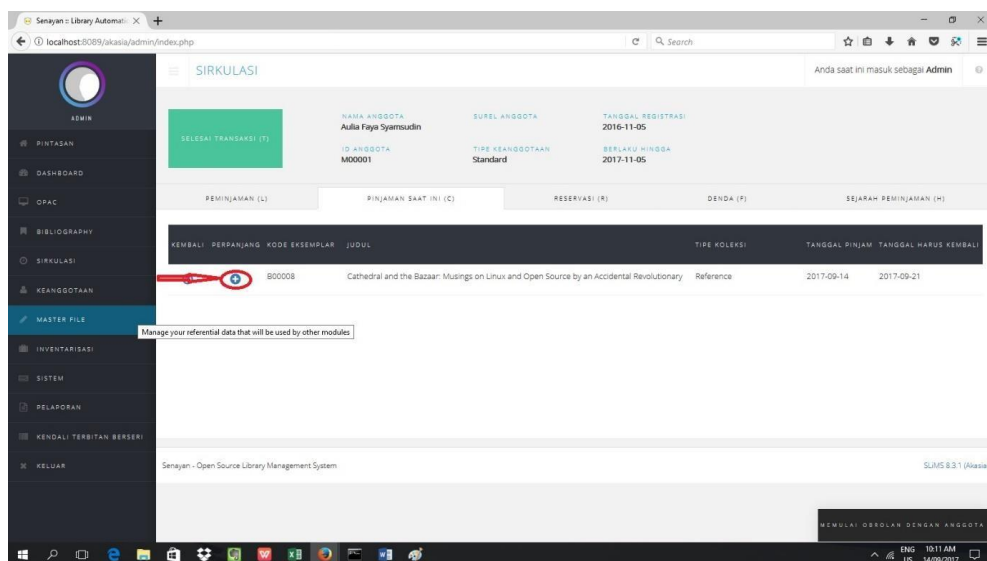 Senayan :: Library Automatic
localhost:8089/akasia/admin/index.php
Search
ADMIN
PINTASAN
DASHBOARD
OPAC
BIBLIOGRAPHY
SIRKULASI
KEANGGOTAAN
MASTER FILE
INVENTARISASI
SISTEM
PELAPORAN
KENDALI TERBITAN BERSERI
KELUAR
SIRKULASI
Anda saat ini masuk sebagai Admin
SELESAI TRANSAKSI (T)
NAMA ANGGOTA SUREL ANGGOTA TANGGAL REGISTRASI
Aulia Faya Syamsudin 2016-11-05
ID ANGGOTA TIPE KEANGGOTAAN BERLAKU HINGGA
M00001 Standard 2017-11-05
PEMINJAMAN (L) PINJAMAN SAAT INI (C) RESERVASI (R) DENDA (F) SEJARAH PEMINJAMAN (H)
KEMBALI PERPANJANG KODE EKSEMPLAR JUDUL TIPE KOLEKSI TANGGAL PINJAM TANGGAL HARUS KEMBALI
B00008 Cathedral and the Bazaar: Musings on Linux and Open Source by an Accidental Revolutionary Reference 2017-09-14 2017-09-21
Manage your referential data that will be used by other modules
Senayan - Open Source Library Management System SLiMS 8.3.1 (Akasia
MEMULAI OBROLAN DENGAN ANGGOTA
ENG 10:11 AM
US 14/09/2017